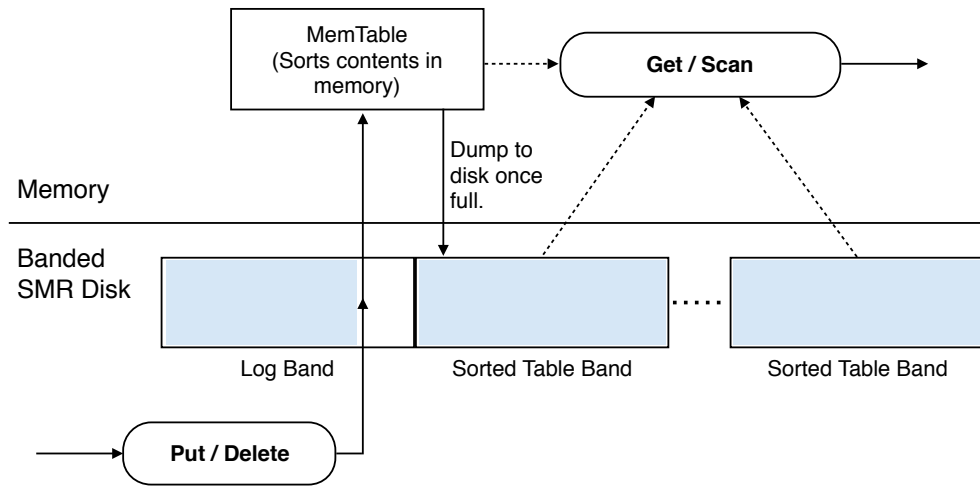 MemTable
(Sorts contents in
memory)
Get / Scan
Dump to
disk once
full.
Memory
Banded
SMR Disk
Log Band
Sorted Table Band
Sorted Table Band
Put / Delete